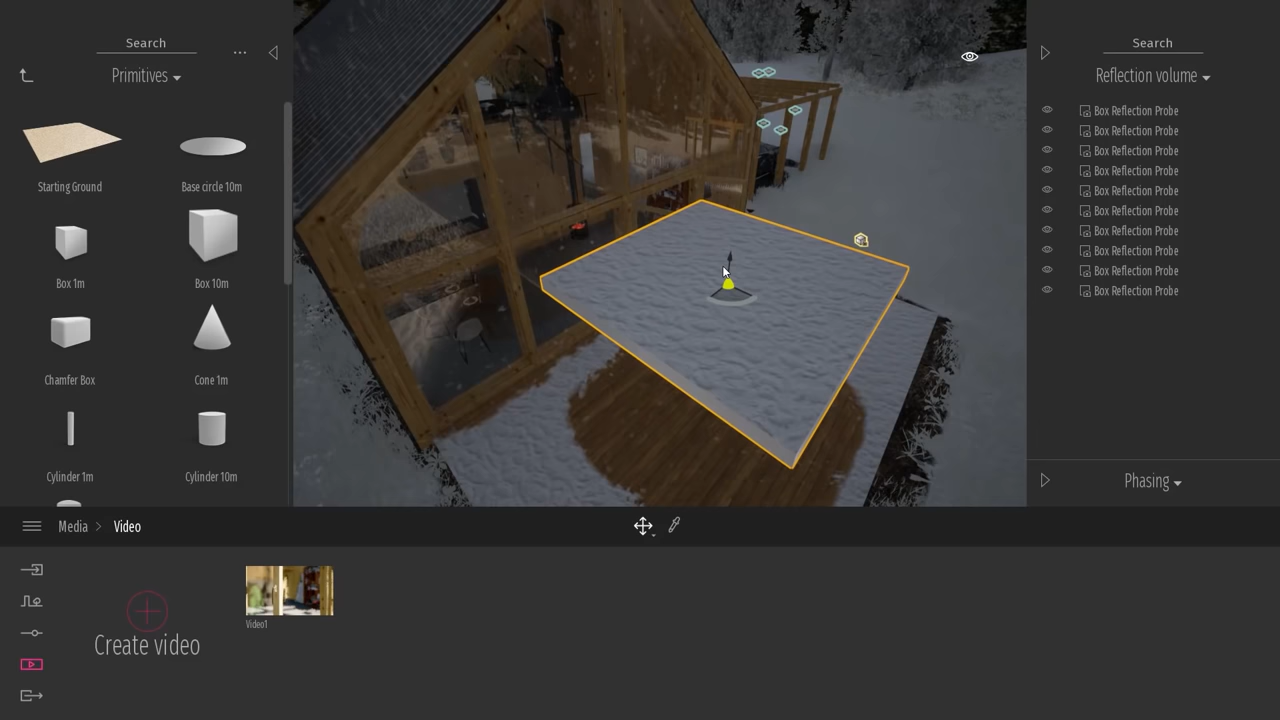 Search
...
Primitives
Starting Ground
Base circle 10m
Box 1m
Box 10m
Chamfer Box
Cone 1m
Cylinder 1m
Cylinder 10m
Search
Reflection volume
Box Reflection Probe
Box Reflection Probe
Box Reflection Probe
Box Reflection Probe
Box Reflection Probe
Box Reflection Probe
Box Reflection Probe
Box Reflection Probe
Box Reflection Probe
Box Reflection Probe
Phasing
Media > Video
Create video
Video1